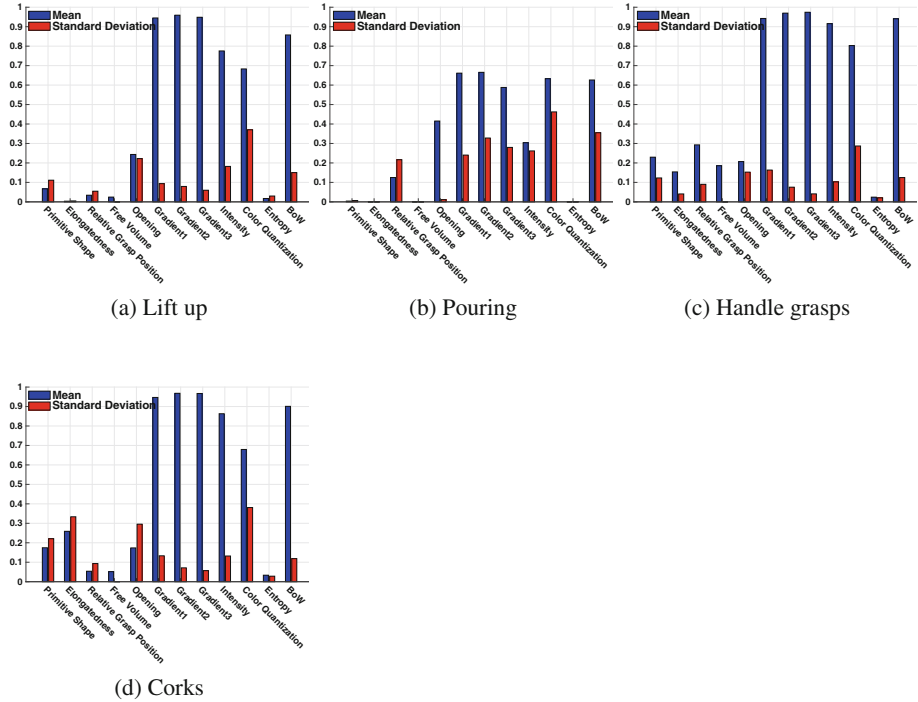 1
0.9
0.8
0.7
0.6
0.5
0.4
0.3
0.2
0.1
0
Mean
Standard Deviation
Primitive Shape
Elongatedness
Relative Grasp Position
Free Volume
Opening
Gradient1
Gradient2
Gradient3
Intensity
Color Quantization
Entropy
BoW
(a) Lift up
1
0.9
0.8
0.7
0.6
0.5
0.4
0.3
0.2
0.1
0
Mean
Standard Deviation
Primitive Shape
Elongatedness
Relative Grasp Position
Free Volume
Opening
Gradient1
Gradient2
Gradient3
Intensity
Color Quantization
Entropy
BoW
(b) Pouring
1
0.9
0.8
0.7
0.6
0.5
0.4
0.3
0.2
0.1
0
Mean
Standard Deviation
Primitive Shape
Elongatedness
Relative Grasp Position
Free Volume
Opening
Gradient1
Gradient2
Gradient3
Intensity
Color Quantization
Entropy
BoW
(c) Handle grasps
1
0.9
0.8
0.7
0.6
0.5
0.4
0.3
0.2
0.1
0
Mean
Standard Deviation
Primitive Shape
Elongatedness
Relative Grasp Position
Free Volume
Opening
Gradient1
Gradient2
Gradient3
Intensity
Color Quantization
Entropy
BoW
(d) Corks